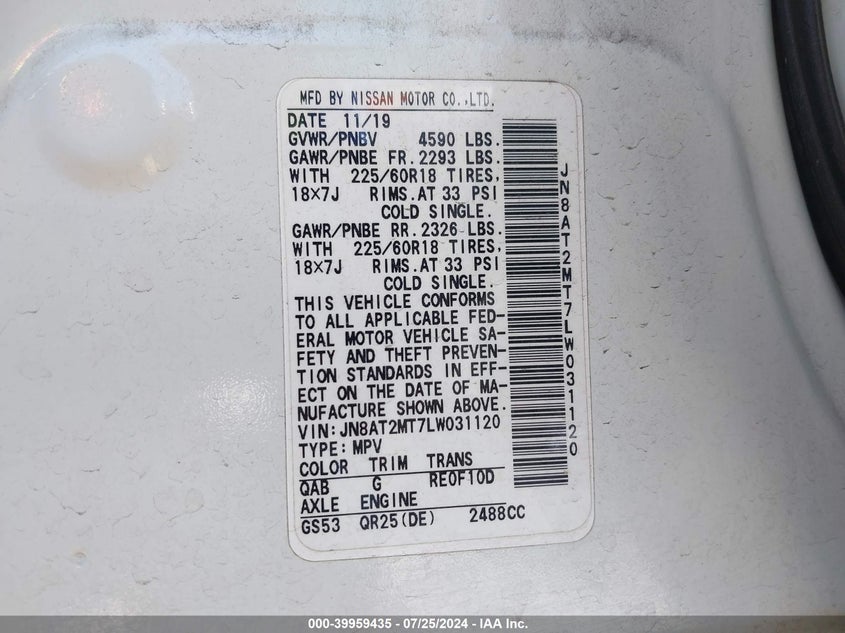 MFD BY NISSAN MOTOR CO.,LTD.
DATE 11/19
GVWR/PNBV 4590 LBS.
GAWR/PNBE FR. 2293 LBS.
WITH 225/60R18 TIRES,
18X7J RIMS. AT 33 PSI
COLD SINGLE.
GAWR/PNBE RR. 2326 LBS.
WITH 225/60R18 TIRES,
18X7J RIMS. AT 33 PSI
COLD SINGLE.
THIS VEHICLE CONFORMS
TO ALL APPLICABLE FED-
ERAL MOTOR VEHICLE SA-
FETY AND THEFT PREVEN-
TION STANDARDS IN EFF-
ECT ON THE DATE OF MA-
NUFACTURE SHOWN ABOVE.
VIN: JN8AT2MT7LW031120
TYPE: MPV
COLOR TRIM TRANS
QAB G RE0F10D
AXLE ENGINE
GS53 QR25(DE) 2488CC
JN8AT2MT7LW031120
000-39959435 - 07/25/2024 - IAA Inc.